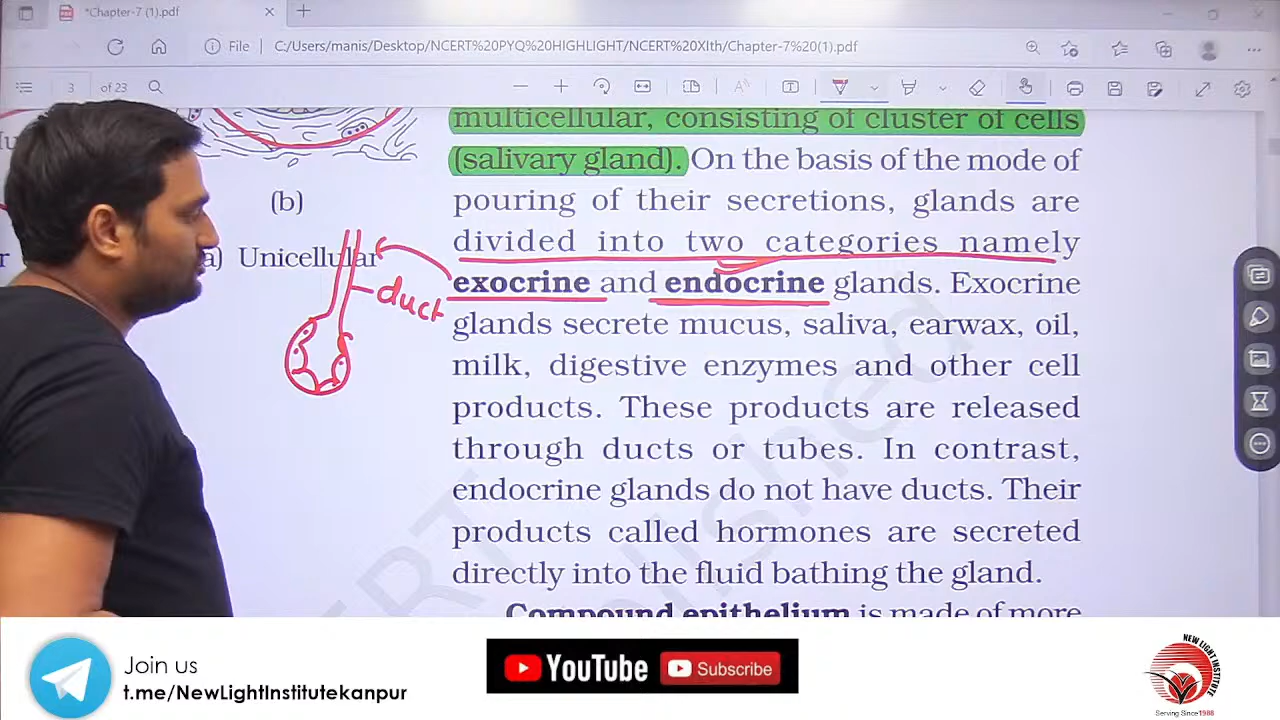 *Chapter-7 (1).pdf
File
C:/Users/manis/Desktop/NCERT%20PYQ%20HIGHLIGHT/NCERT%20XIth/Chapter-7%20(1).pdf
3 of 23
multicellular, consisting of cluster of cells
(salivary gland). On the basis of the mode of
pouring of their secretions, glands are
divided into two categories namely
exocrine and endocrine glands. Exocrine
glands secrete mucus, saliva, earwax, oil,
milk, digestive enzymes and other cell
products. These products are released
through ducts or tubes. In contrast,
endocrine glands do not have ducts. Their
products called hormones are secreted
directly into the fluid bathing the gland.
Compound epithelium is made of more
(b)
a) Unicellular
duct
Join us
t.me/NewLightInstitutekanpur
YouTube
Subscribe
NEW LIGHT INSTITUTE
Serving Since 1988